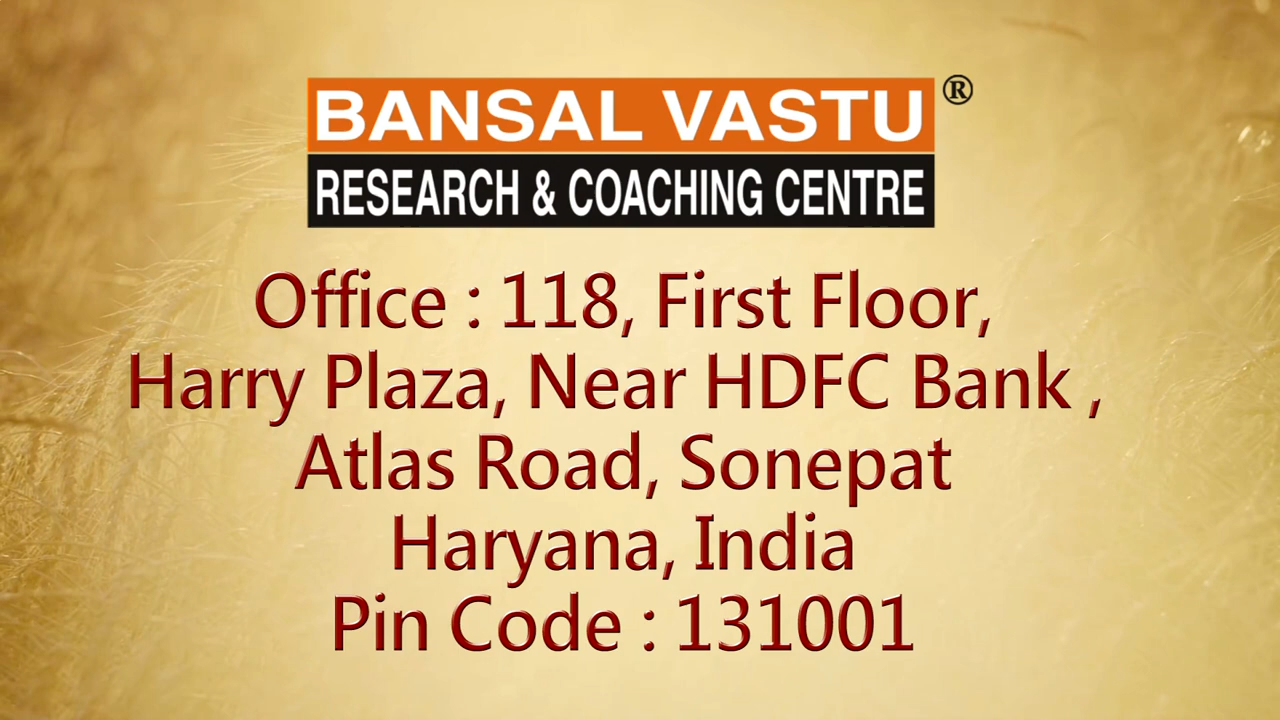 BANSAL VASTU ®
RESEARCH & COACHING CENTRE
Office : 118, First Floor,
Harry Plaza, Near HDFC Bank ,
Atlas Road, Sonepat
Haryana, India
Pin Code : 131001